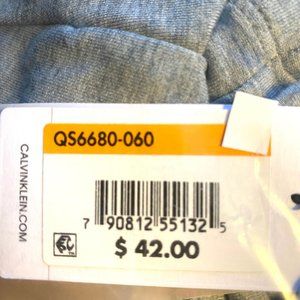 CALVINKLEIN.COM
QS6680-060
7 90812 55132 5
$ 42.00